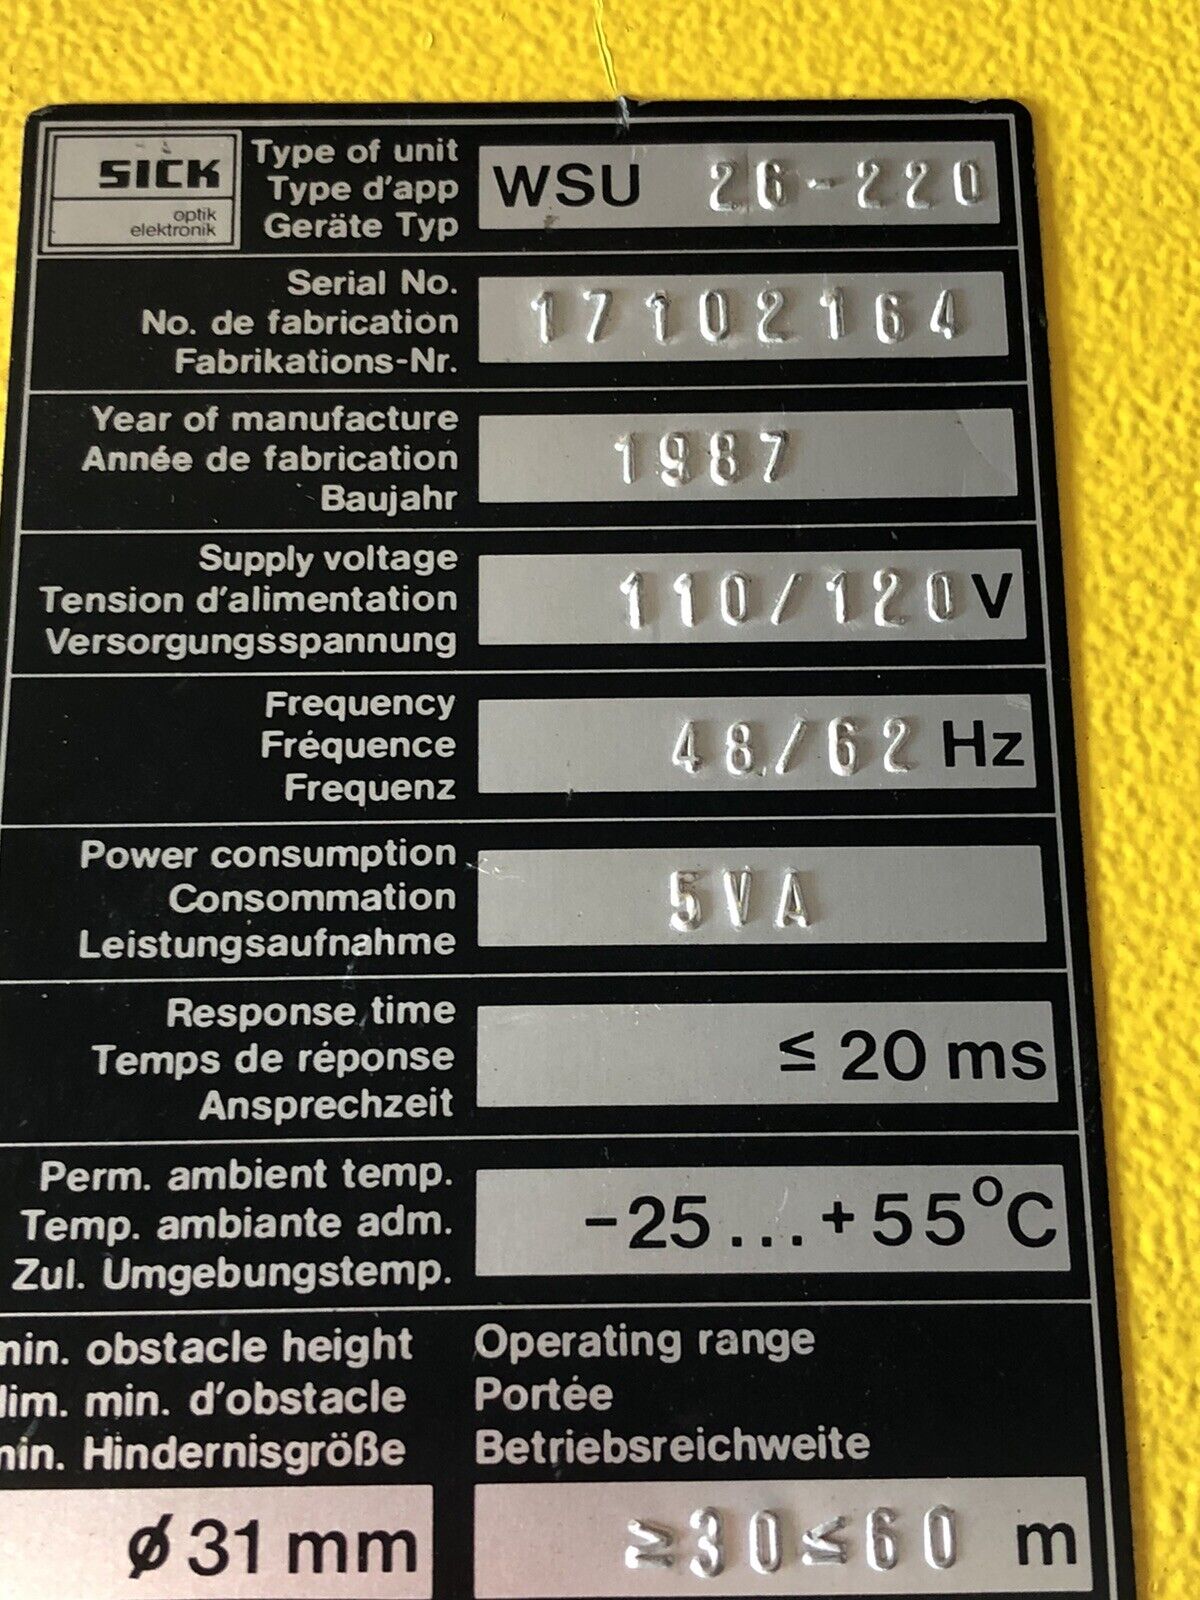 SICK
optik
elektronik
Type of unit
Type d'app
Geräte Typ
WSU 26-220
Serial No.
No. de fabrication
Fabrikations-Nr.
17102164
Year of manufacture
Année de fabrication
Baujahr
1987
Supply voltage
Tension d'alimentation
Versorgungsspannung
110/120 V
Frequency
Fréquence
Frequenz
48/62 Hz
Power consumption
Consommation
Leistungsaufnahme
5VA
Response time
Temps de réponse
Ansprechzeit
≤ 20 ms
Perm. ambient temp.
Temp. ambiante adm.
Zul. Umgebungstemp.
-25...+55°C
min. obstacle height
dim. min. d'obstacle
min. Hindernisgröße
ø 31 mm
Operating range
Portée
Betriebsreichweite
≥30≤60 m